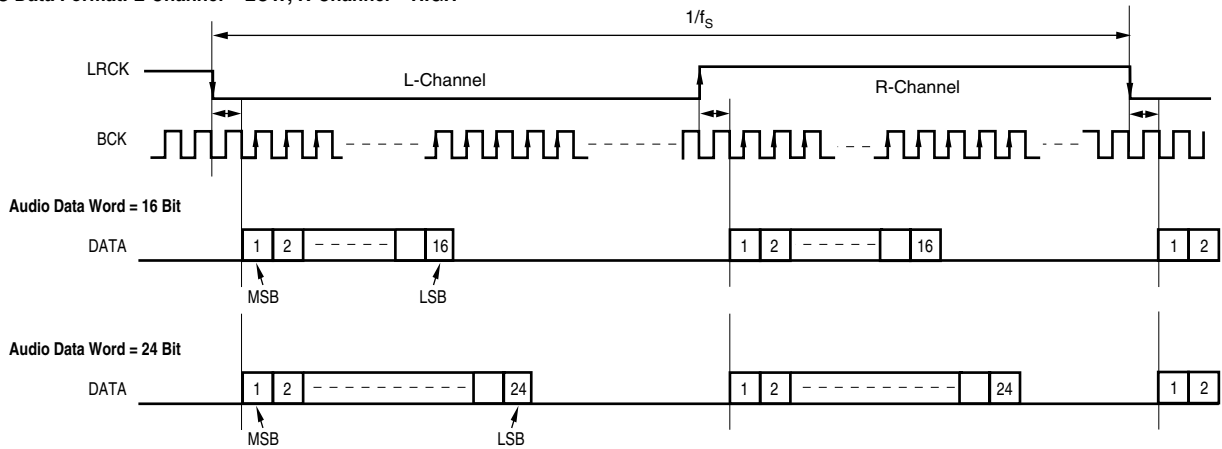 1/fS
LRCK
L-Channel
R-Channel
BCK
Audio Data Word = 16 Bit
DATA
1 2 16
1 2 16
1 2
MSB
LSB
Audio Data Word = 24 Bit
DATA
1 2 24
1 2 24
1 2
MSB
LSB